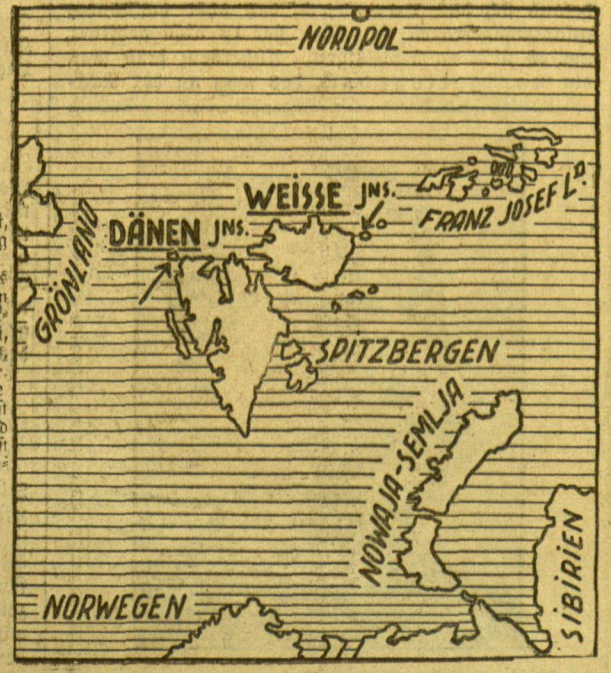 NORDPOL
WEISSE JNS.
FRANZ JOSEF LD.
DÄNEN JNS.
GRÖNLAND
SPITZBERGEN
NOWAJA-SEMLJA
SIBIRIEN
NORWEGEN